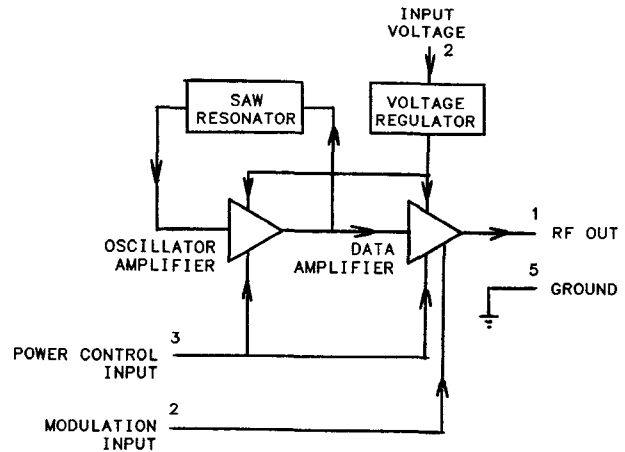 INPUT
VOLTAGE
2
SAW
RESONATOR
VOLTAGE
REGULATOR
1
RF OUT
OSCILLATOR
AMPLIFIER
DATA
AMPLIFIER
5
GROUND
3
POWER CONTROL
INPUT
2
MODULATION
INPUT